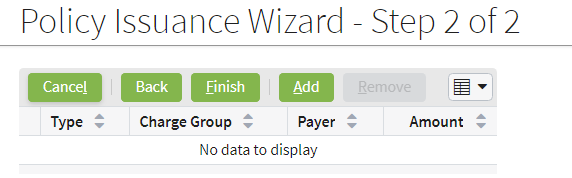 Policy Issuance Wizard - Step 2 of 2
Cancel Back Finish Add Remove
Type Charge Group Payer Amount
No data to display